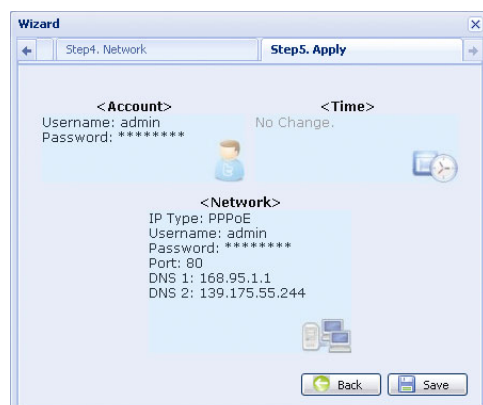 Wizard
Step4. Network
Step5. Apply
<Account>
Username: admin
Password: ********
<Time>
No Change.
<Network>
IP Type: PPPoE
Username: admin
Password: ********
Port: 80
DNS 1: 168.95.1.1
DNS 2: 139.175.55.244
Back
Save